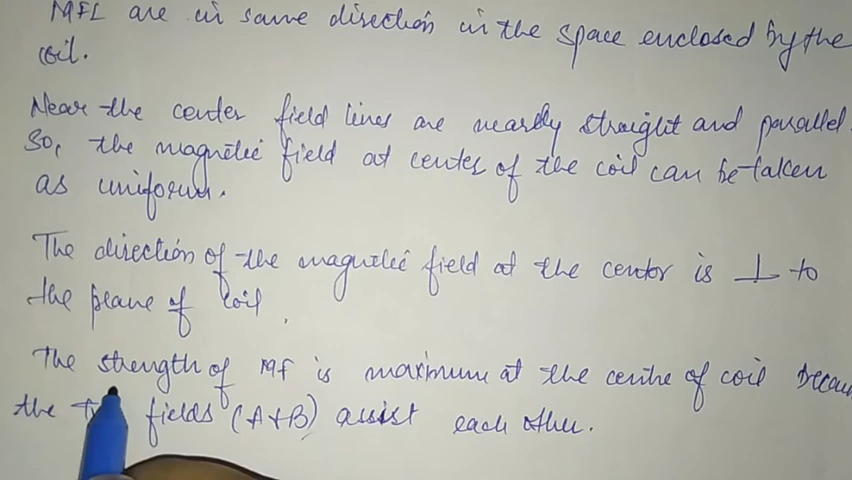 MFL are in same direction in the space enclosed by the
coil.
Near the center field lines are nearly straight and parallel.
So, the magnetic field at center of the coil can be taken
as uniform.
The direction of the magnetic field at the center is ⊥ to
the plane of coil.
The strength of MF is maximum at the centre of coil
the fields (A+B) assist each other.